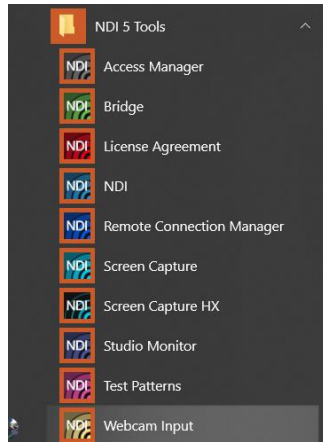 NDI 5 Tools
NDI Access Manager
NDI Bridge
NDI License Agreement
NDI NDI
NDI Remote Connection Manager
NDI Screen Capture
NDI Screen Capture HX
NDI Studio Monitor
NDI Test Patterns
NDI Webcam Input